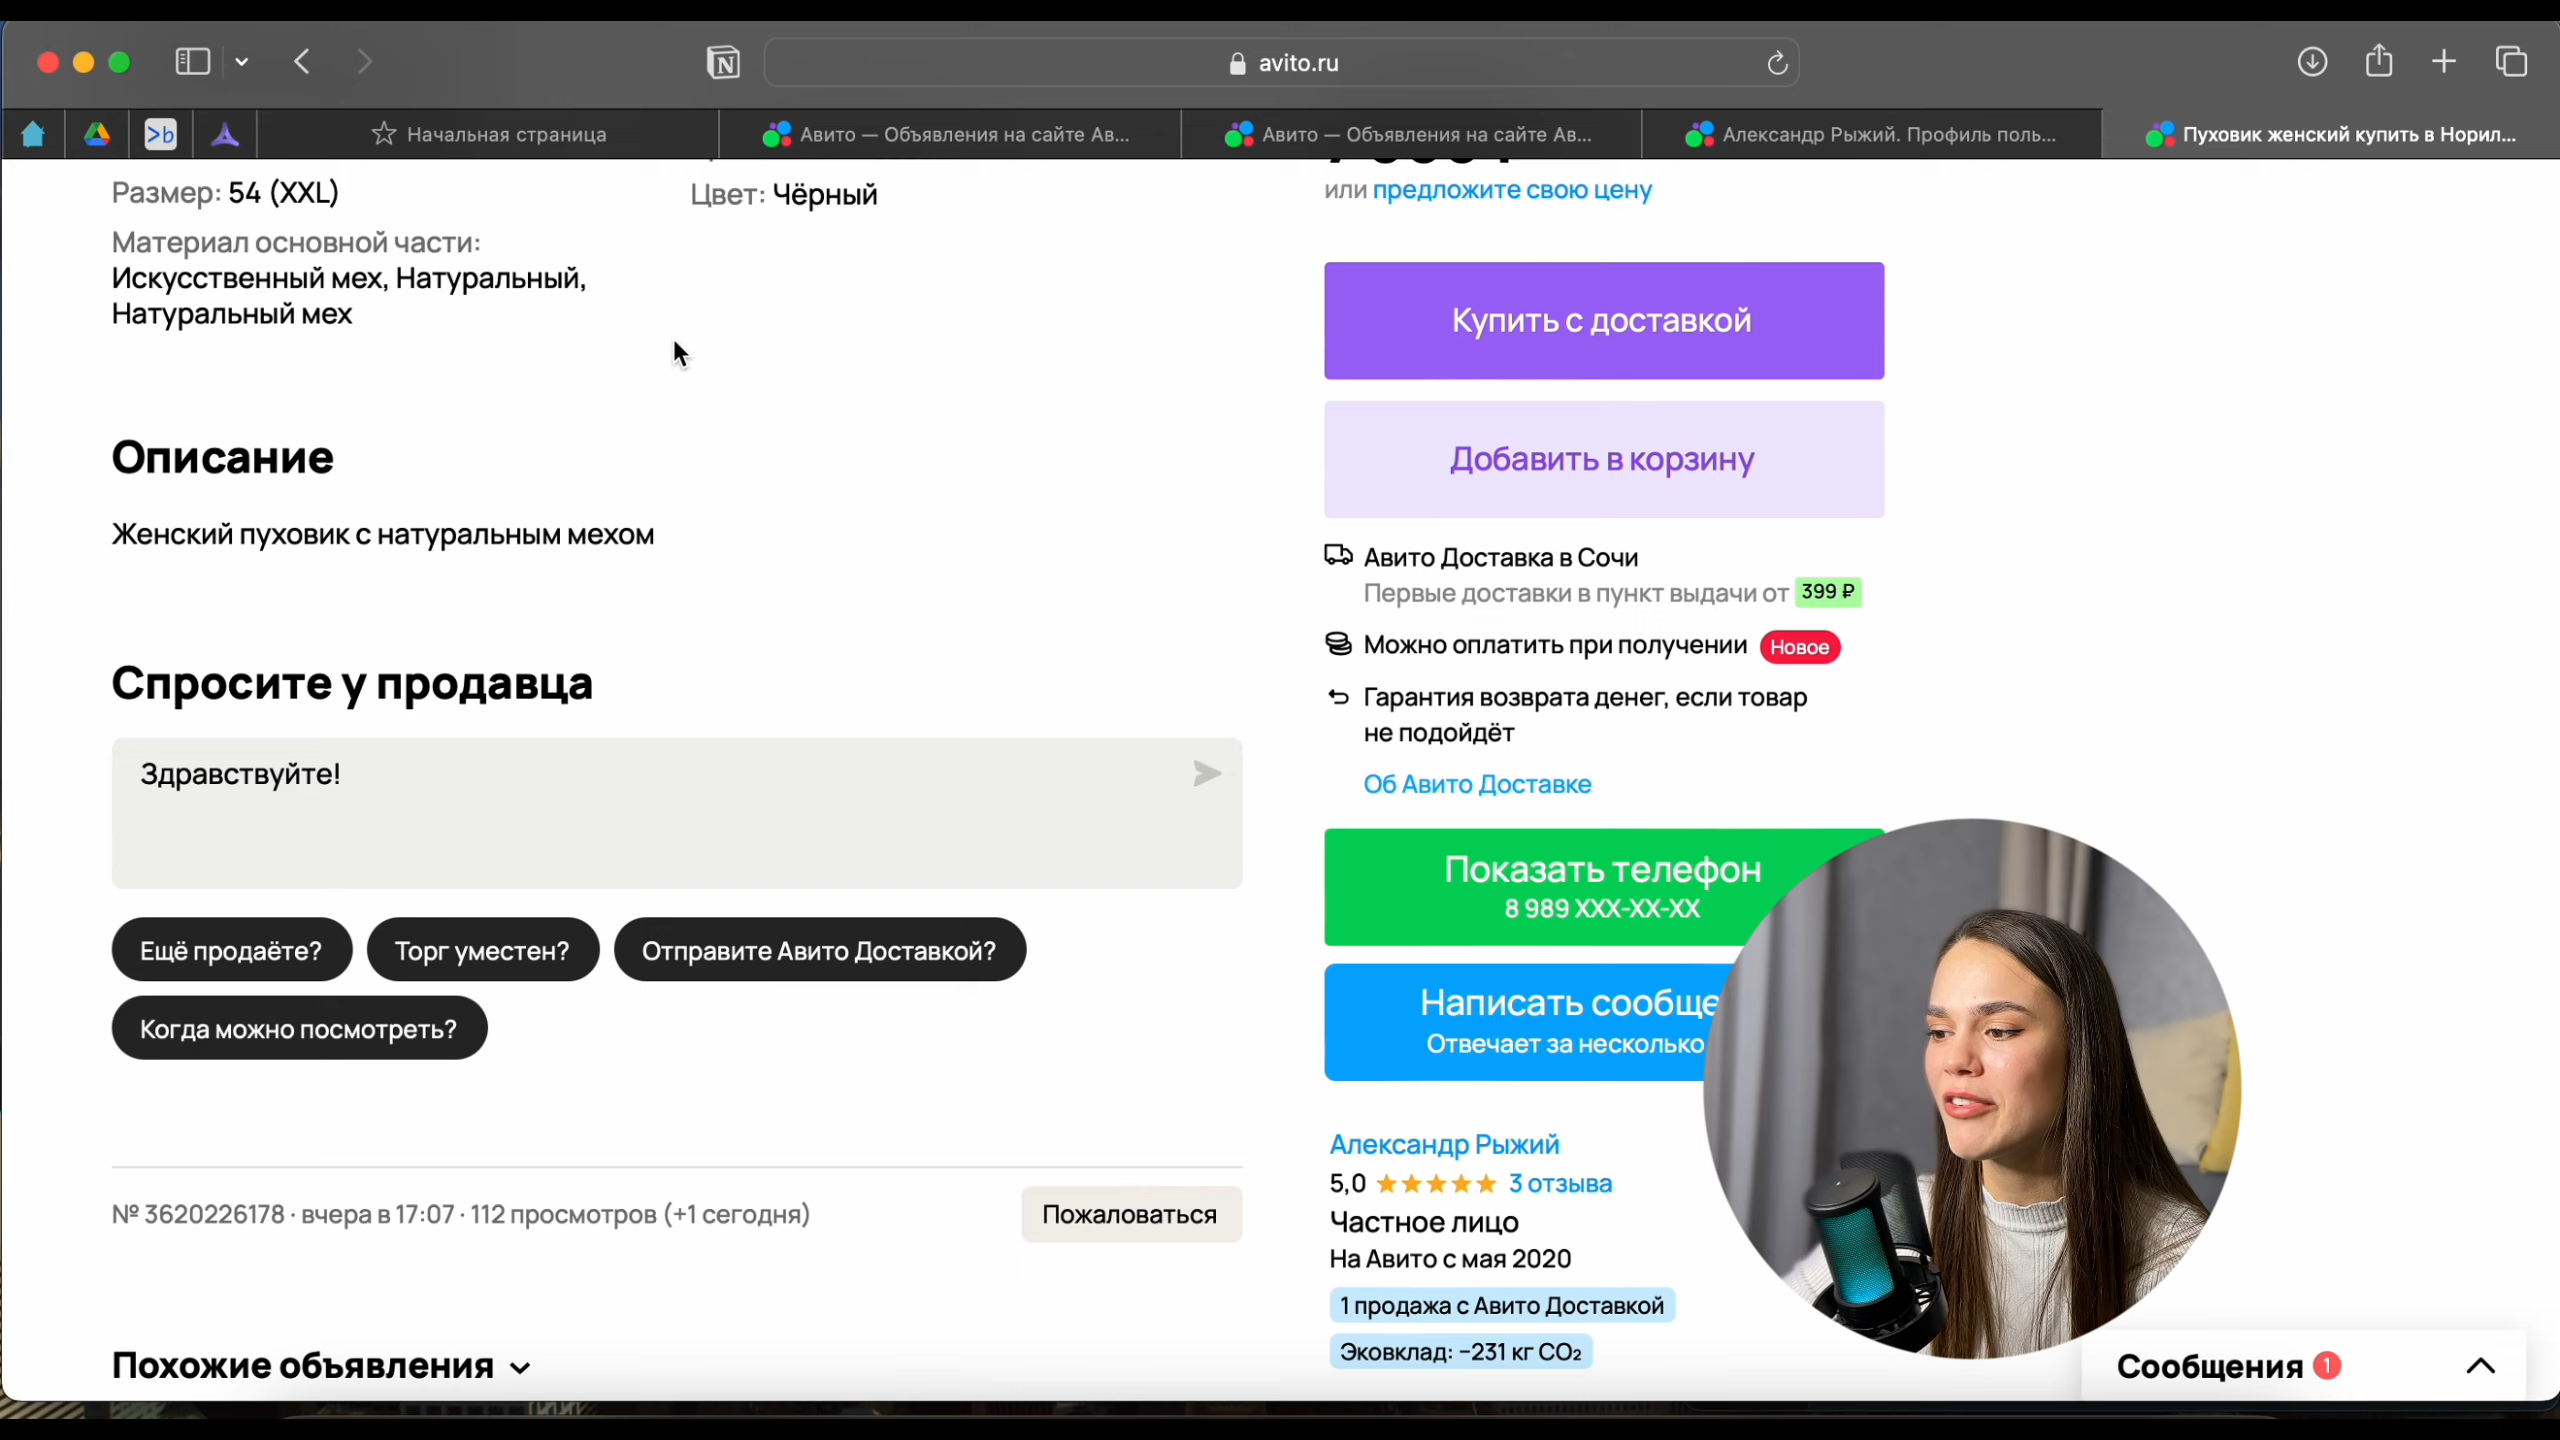 avito.ru
Начальная страница
Авито — Объявления на сайте Ав...
Авито — Объявления на сайте Ав...
Александр Рыжий. Профиль поль...
Пуховик женский купить в Норил...
Размер: 54 (XXL)
Цвет: Чёрный
Материал основной части:
Искусственный мех, Натуральный,
Натуральный мех
Описание
Женский пуховик с натуральным мехом
Спросите у продавца
Здравствуйте!
Ещё продаёте?
Торг уместен?
Отправите Авито Доставкой?
Когда можно посмотреть?
№ 3620226178 · вчера в 17:07 · 112 просмотров (+1 сегодня)
Пожаловаться
Похожие объявления
или предложите свою цену
Купить с доставкой
Добавить в корзину
Авито Доставка в Сочи
Первые доставки в пункт выдачи от 399 ₽
Можно оплатить при получении Новое
Гарантия возврата денег, если товар
не подойдёт
Об Авито Доставке
Показать телефон
8 989 XXX-XX-XX
Написать сообще
Отвечает за несколько
Александр Рыжий
5,0 3 отзыва
Частное лицо
На Авито с мая 2020
1 продажа с Авито Доставкой
Эковклад: −231 кг CO₂
Сообщения 1